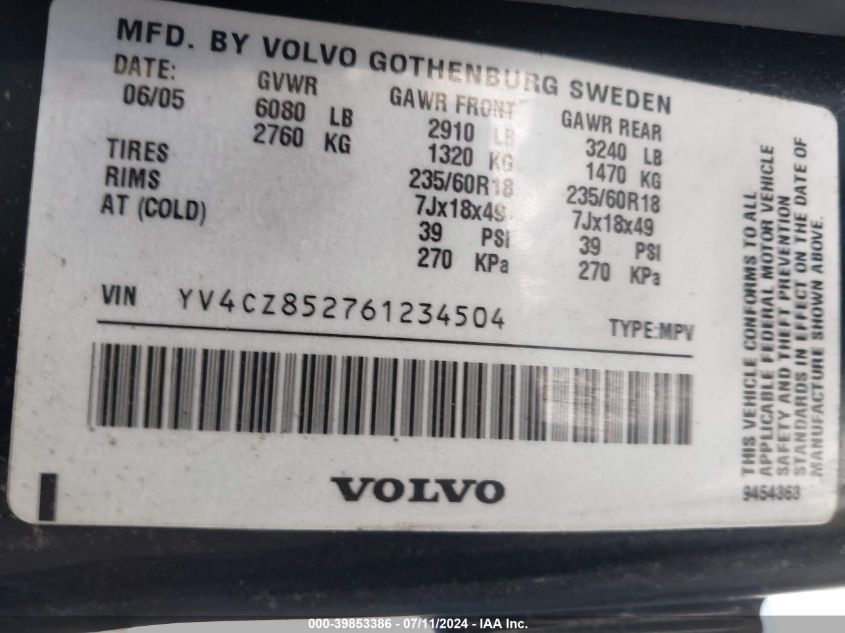 MFD. BY VOLVO GOTHENBURG SWEDEN
DATE: GVWR GAWR FRONT GAWR REAR
06/05 6080 LB 2910 LB 3240 LB
2760 KG 1320 KG 1470 KG
TIRES 235/60R18 235/60R18
RIMS 7Jx18x49 7Jx18x49
AT (COLD) 39 PSI 39 PSI
270 KPa 270 KPa
VIN YV4CZ852761234504
TYPE:MPV
VOLVO
THIS VEHICLE CONFORMS TO ALL
APPLICABLE FEDERAL MOTOR VEHICLE
SAFETY AND THEFT PREVENTION
STANDARDS IN EFFECT ON THE DATE OF
MANUFACTURE SHOWN ABOVE.
9454363
000-39853386 - 07/11/2024 - IAA, Inc.